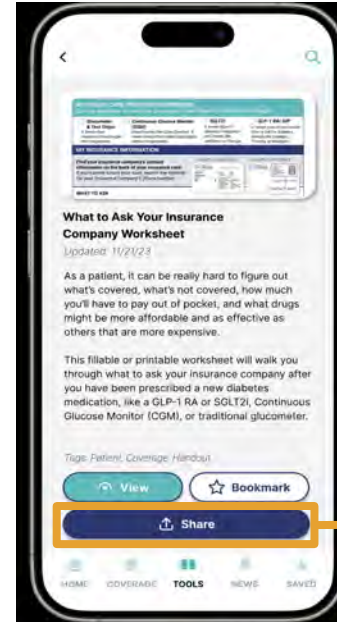 What to Ask Your Insurance
Company Worksheet
Updated: 11/21/23
As a patient, it can be really hard to figure out
what's covered, what's not covered, how much
you'll have to pay out of pocket, and what drugs
might be more affordable and as effective as
others that are more expensive.
This fillable or printable worksheet will walk you
through what to ask your insurance company after
you have been prescribed a new diabetes
medication, like a GLP-1 RA or SGLT2i, Continuous
Glucose Monitor (CGM), or traditional glucometer.
Tags: Patient, Coverage, Handout
View
Bookmark
Share
HOME COVERAGE TOOLS NEWS SAVED